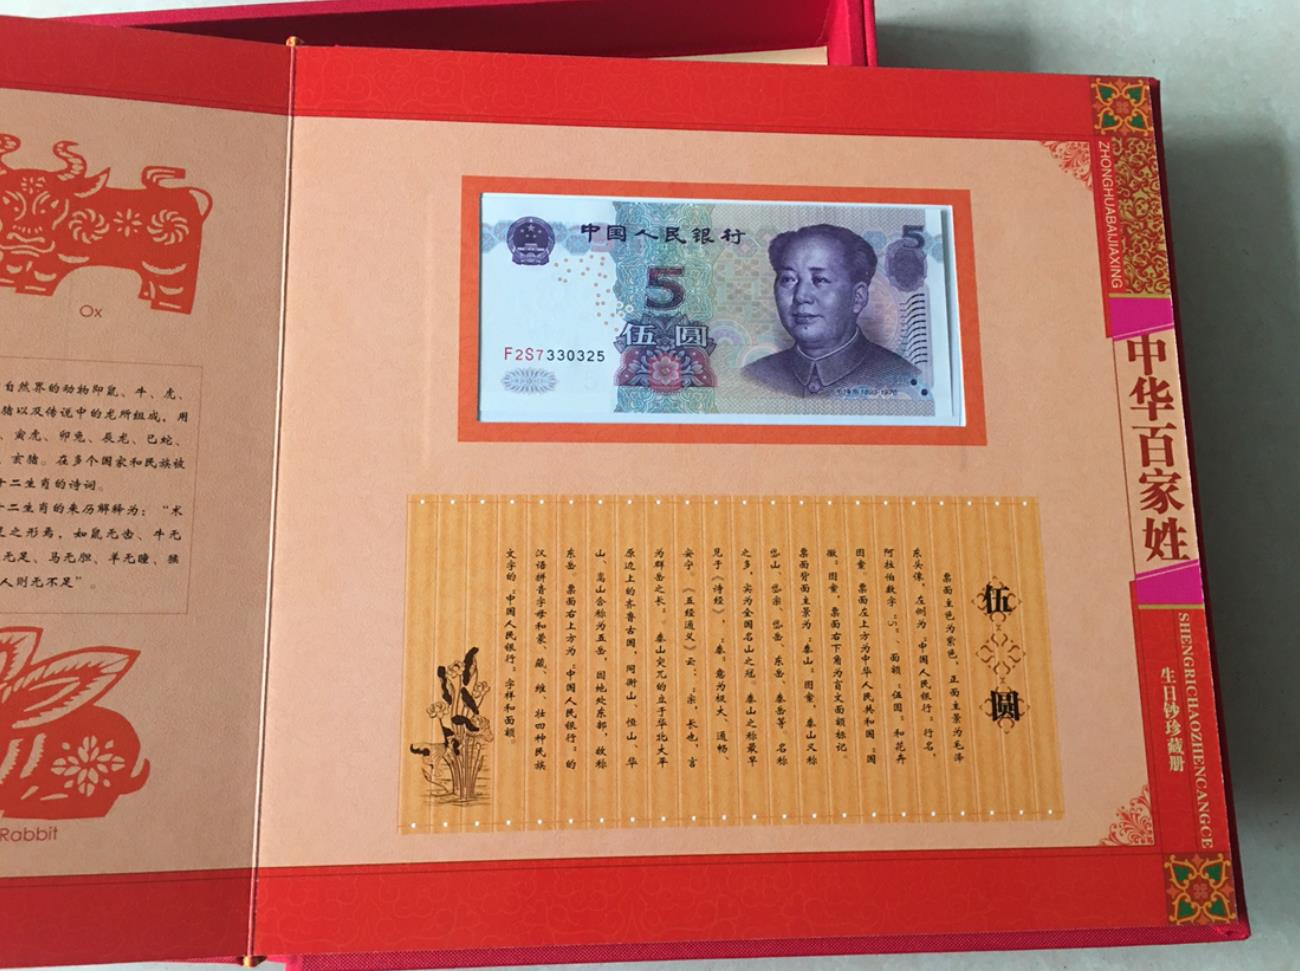 Ox
自然界的动物即鼠、牛、虎、
猪以及传说中的龙所组成，用
、寅虎、卯兔、辰龙、巳蛇、
、亥猪。在多个国家和民族被
十二生肖的诗词。
十二生肖的来历解释为：“术
足之形焉，如鼠无齿、牛无
无足、马无胆、羊无瞳、猴
人则无不足”。
Rabbit
中国人民银行
5
5
伍圆
F2S7330325
毛泽东 1893-1976
伍圆
票面主色为紫色，正面主景为毛泽
东头像，左侧为“中国人民银行”行名，
阿拉伯数字“5”、面额“伍圆”和花卉
图案，票面左上方为中华人民共和国“国
徽”图案，票面右下角为盲文面额标记。
票面背面主景为“泰山”图案，泰山又称
岱山、岱宗、岱岳、东岳、泰岳等，名称
之多，实为全国名山之冠。泰山之称最早
见于《诗经》，“泰”意为极大、通畅、
安宁。《五经通义》云：“宗，长也，言
为群岳之长”。泰山突兀的立于华北大平
原边上的齐鲁古国，同衡山、恒山、华
山、嵩山合称为五岳，因地处东部，故称
东岳。票面右上方为“中国人民银行”的
汉语拼音字母和蒙、藏、维、壮四种民族
文字的“中国人民银行”字样和面额。
ZHONGHUABAIJIAXING
中华百家姓
SHENGRICHAOZHENCANGCE
生日钞珍藏册